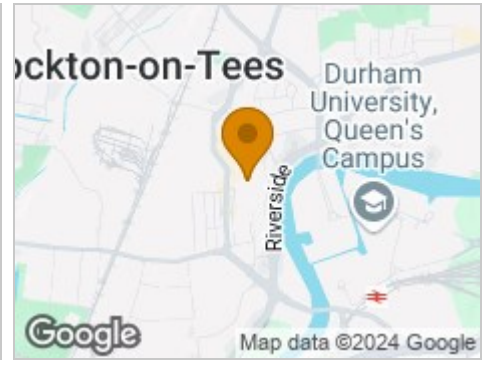 ockton-on-Tees
Durham
University,
Queen's
Campus
Riverside
Google
Map data ©2024 Google